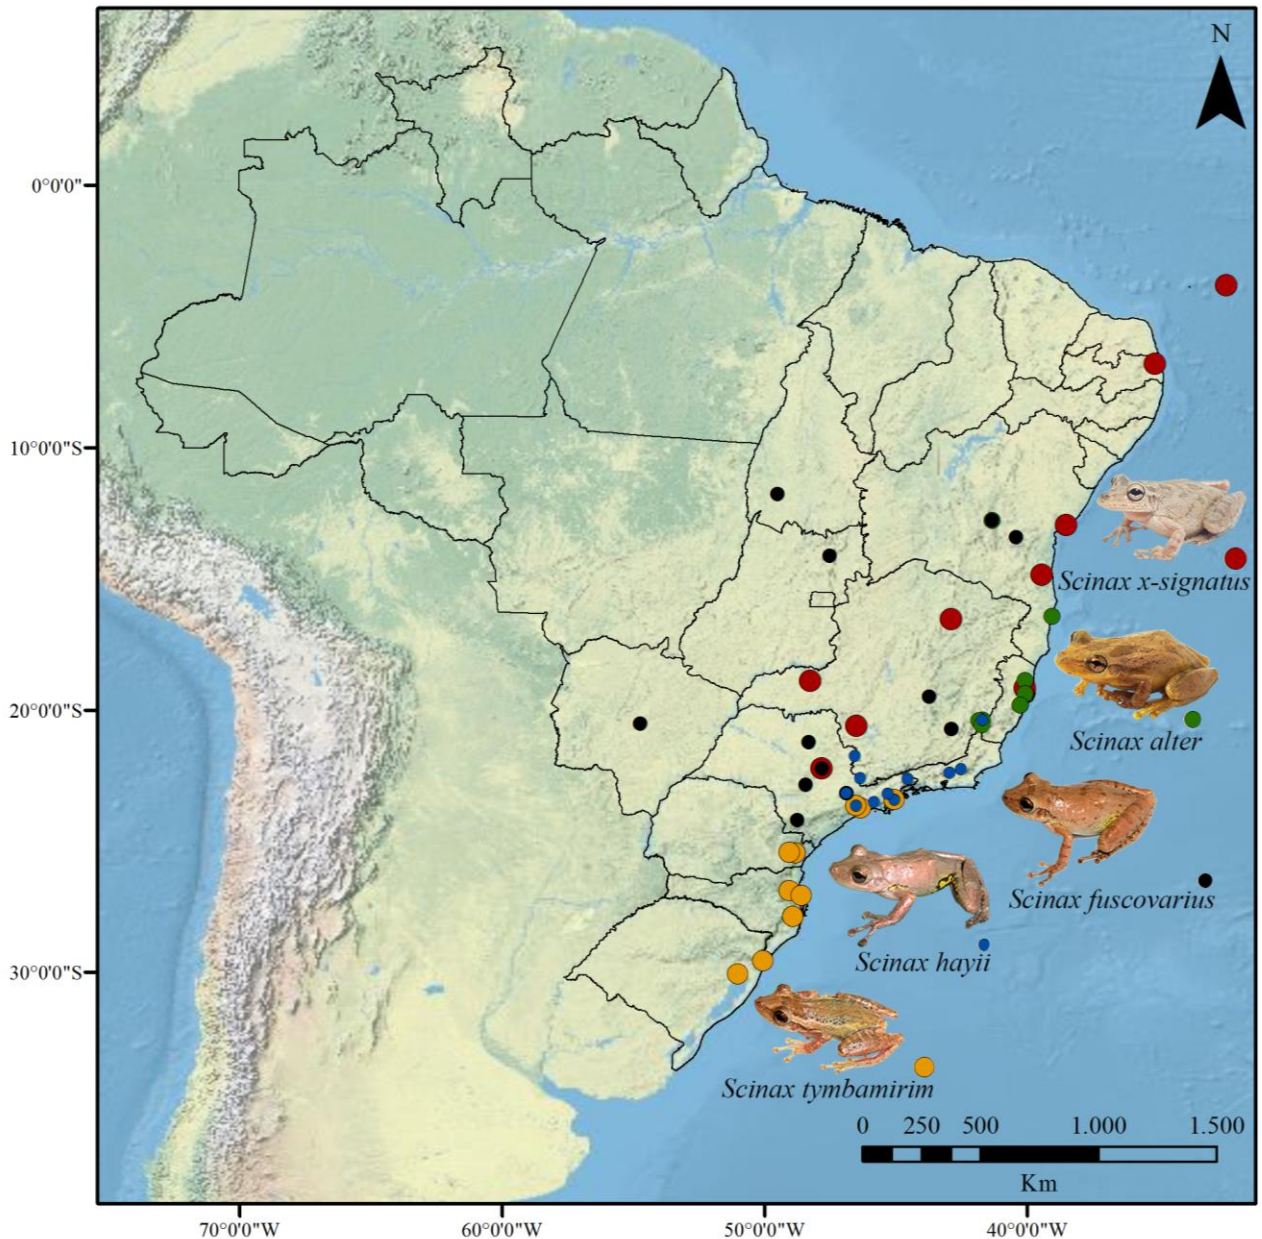 N
0°0'0"
10°0'0"S
Scinax x-signatus
20°0'0"S
Scinax alter
Scinax fuscovarius
Scinax hayii
30°0'0"S
Scinax tymbamirim
0 250 500 1.000 1.500
Km
70°0'0"W 60°0'0"W 50°0'0"W 40°0'0"W